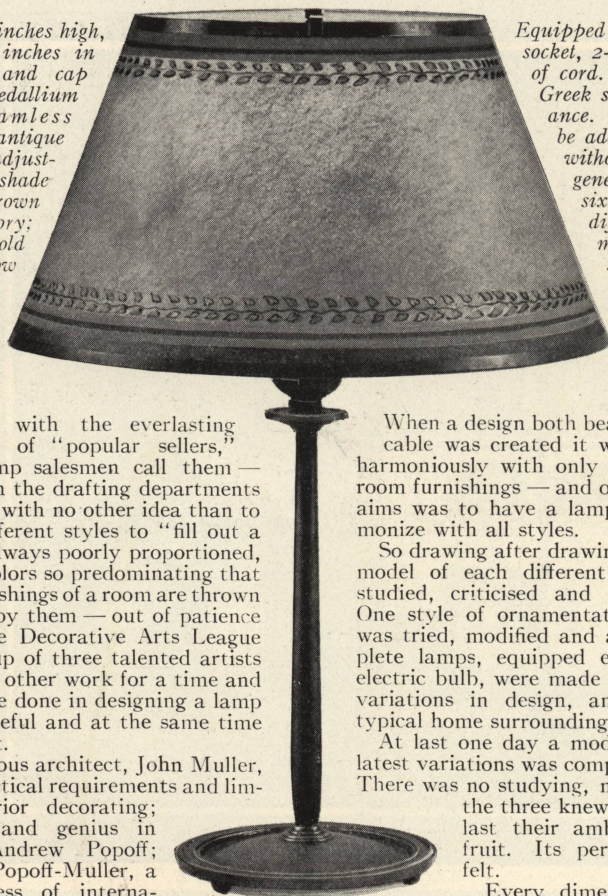 inches high,
inches in
and cap
edallium
amless
antique
djust-
shade
rown
ory;
old
ow
Equipped
socket, 2-
of cord.
Greek s
ance.
be ad
witho
gene
six
di
m
with the everlasting
of “popular sellers,”
mp salesmen call them —
n the drafting departments
with no other idea than to
ferent styles to “fill out a
lways poorly proportioned,
olors so predominating that
shings of a room are thrown
by them — out of patience
e Decorative Arts League
up of three talented artists
other work for a time and
e done in designing a lamp
eful and at the same time
t.
ous architect, John Muller,
ctical requirements and lim-
rior decorating;
and genius in
Andrew Popoff;
Popoff-Muller, a
ess of interna-
When a design both bea
cable was created it w
harmoniously with only
room furnishings — and o
aims was to have a lamp
monize with all styles.
So drawing after drawin
model of each different
studied, criticised and
One style of ornamentat
was tried, modified and a
plete lamps, equipped e
electric bulb, were made
variations in design, an
typical home surrounding
At last one day a mod
latest variations was comp
There was no studying, n
the three knew
last their amb
fruit. Its per
felt.
Every dime